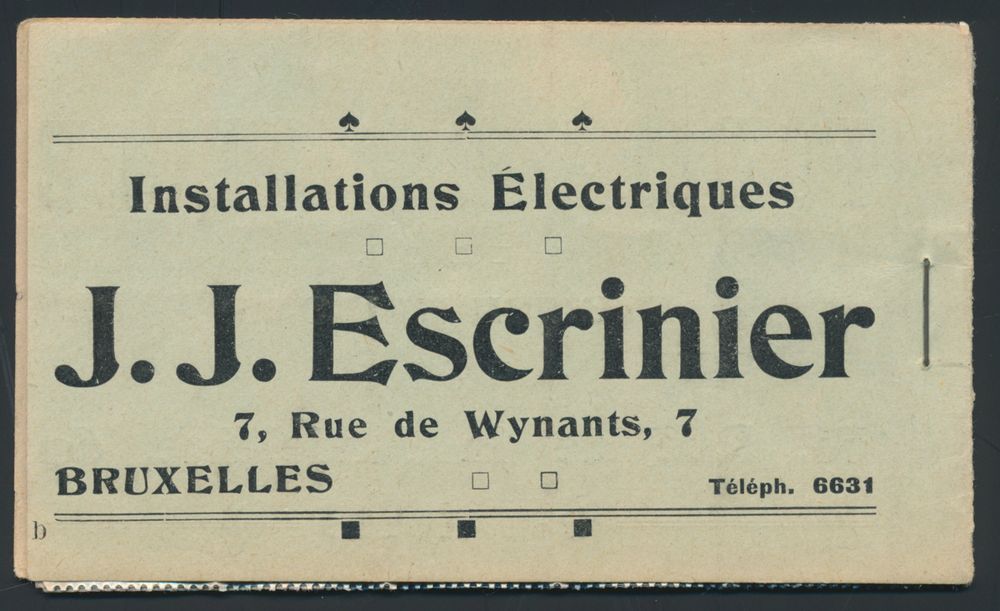 Installations Électriques
J. J. Escrinier
7, Rue de Wynants, 7
BRUXELLES Téléph. 6631
b